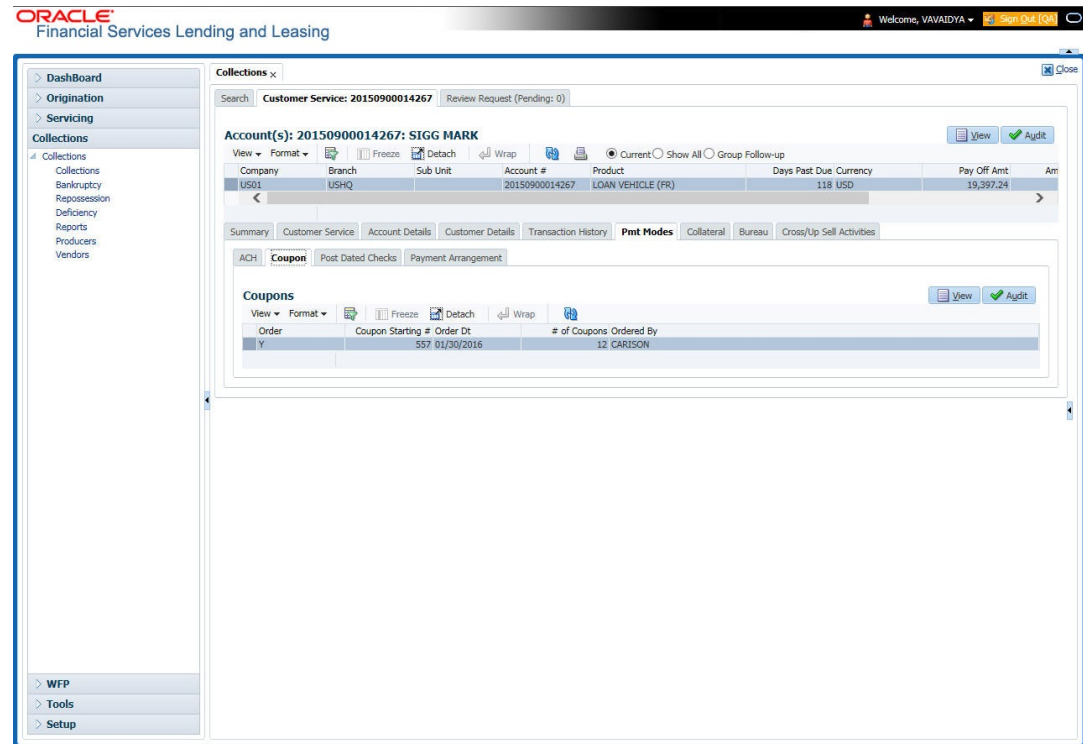 ORACLE
Financial Services Lending and Leasing
Welcome, VAVAIDYA
Sign Out [QA]
Close
DashBoard
Origination
Servicing
Collections
Collections
Collections
Bankruptcy
Repossession
Deficiency
Reports
Producers
Vendors
WFP
Tools
Setup
Collections x
Search Customer Service: 20150900014267 Review Request (Pending: 0)
Account(s): 20150900014267: SIGG MARK
View Audit
View Format Freeze Detach Wrap Current Show All Group Follow-up
Company Branch Sub Unit Account # Product Days Past Due Currency Pay Off Amt Am
US01 USHQ 20150900014267 LOAN VEHICLE (FR) 118 USD 19,397.24
Summary Customer Service Account Details Customer Details Transaction History Pmt Modes Collateral Bureau Cross/Up Sell Activities
ACH Coupon Post Dated Checks Payment Arrangement
Coupons
View Audit
View Format Freeze Detach Wrap
Order Coupon Starting # Order Dt # of Coupons Ordered By
Y 557 01/30/2016 12 CARISON